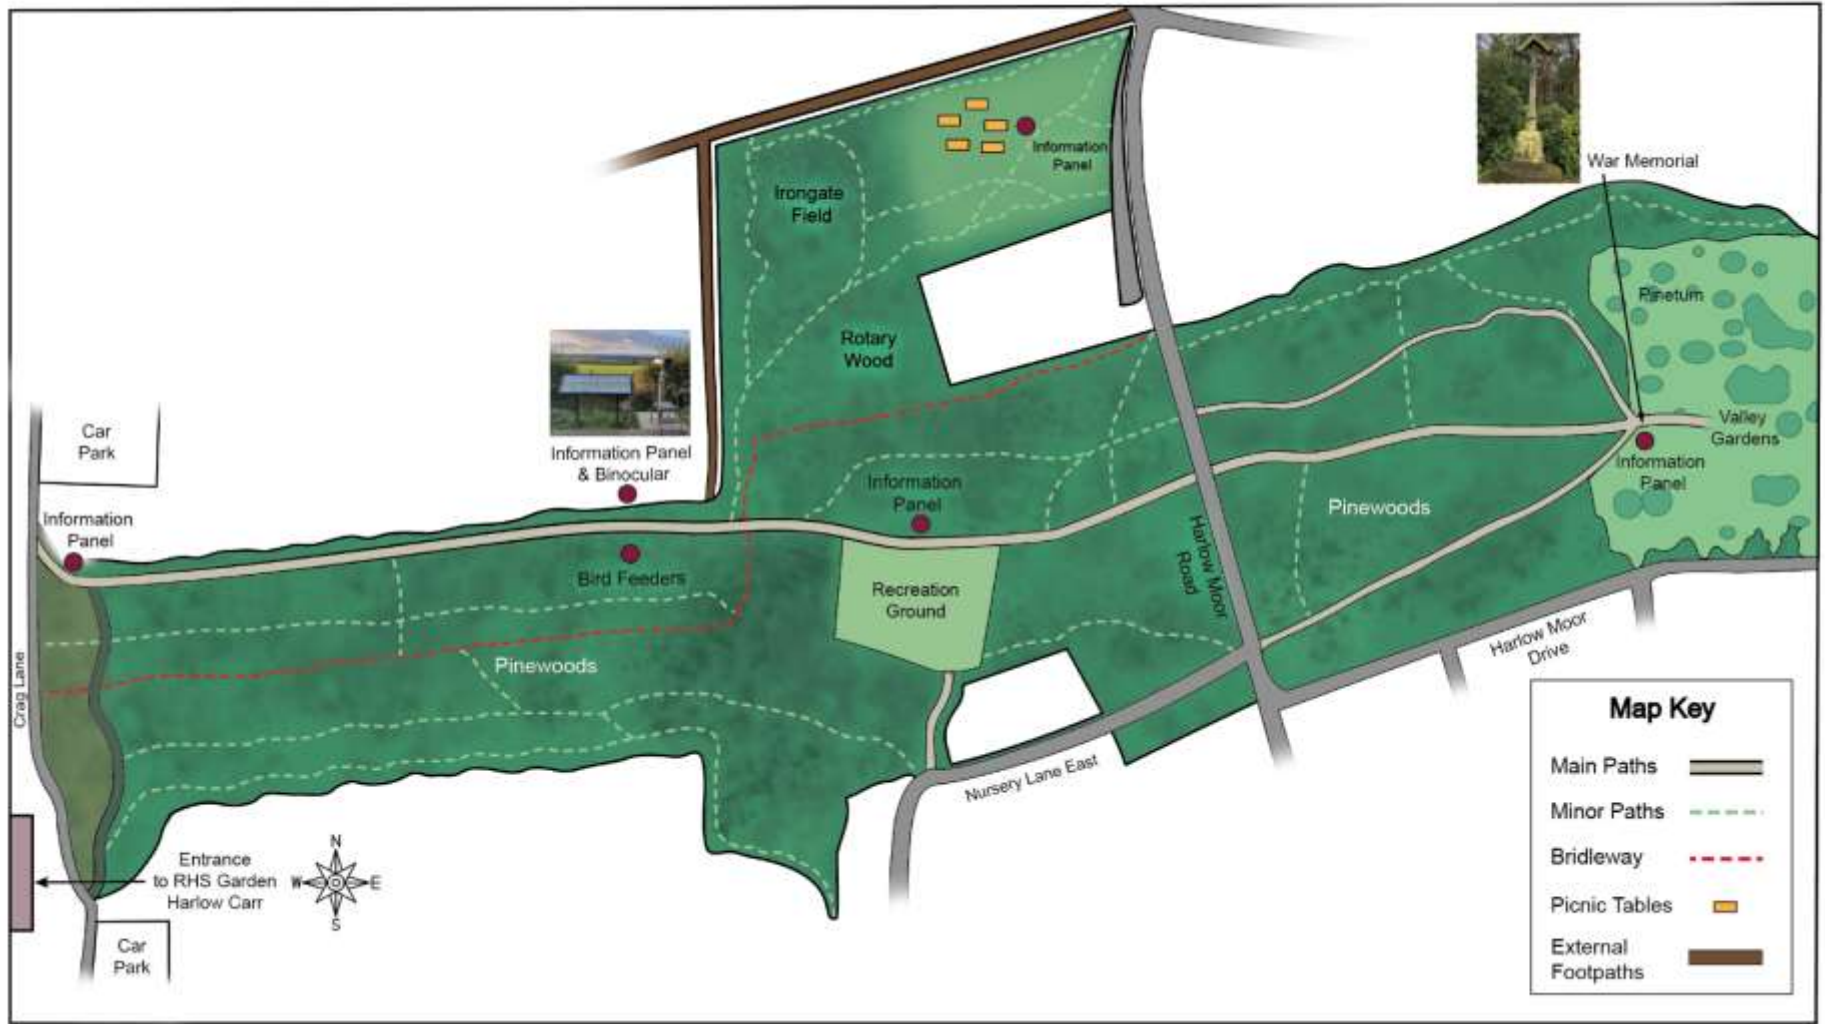 War Memorial
Information
Panel
Irongate
Field
Pinetum
Rotary
Wood
Car
Park
Information Panel
& Binocular
Valley
Gardens
Information
Panel
Information
Panel
Pinewoods
Information
Panel
Harlow Moor
Road
Bird Feeders
Recreation
Ground
Pinewoods
Crag Lane
Harlow Moor
Drive
Nursery Lane East
Entrance
to RHS Garden
Harlow Carr
N
W
E
S
Car
Park
Map Key
Main Paths
Minor Paths
Bridleway
Picnic Tables
External
Footpaths